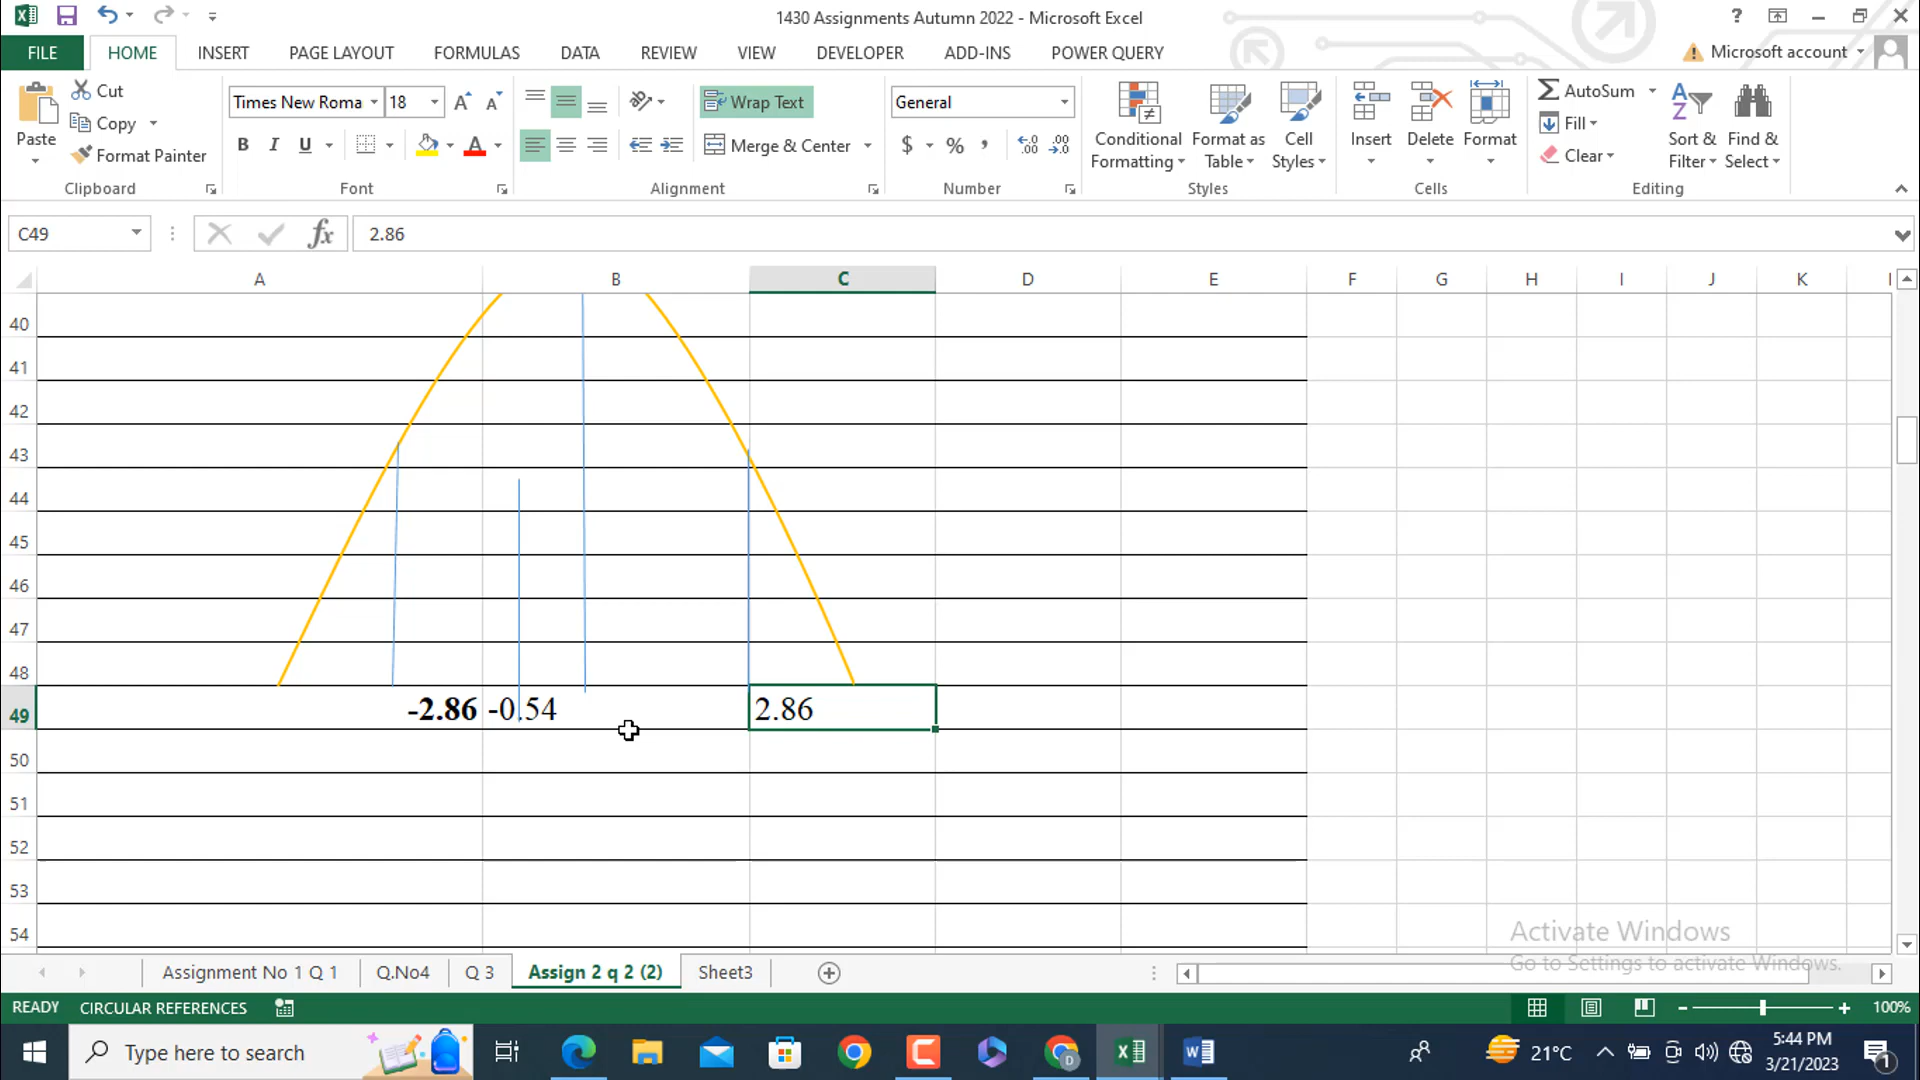 1430 Assignments Autumn 2022 - Microsoft Excel
?
FILE HOME INSERT PAGE LAYOUT FORMULAS DATA REVIEW VIEW DEVELOPER ADD-INS POWER QUERY Microsoft account
Paste Cut Copy Format Painter
Times New Roma 18 A A
B I U A
Wrap Text
Merge & Center
General
$ % ,
Conditional Formatting Format as Table Cell Styles
Insert Delete Format
AutoSum Fill Clear
Sort & Filter Find & Select
Clipboard Font Alignment Number Styles Cells Editing
C49 fx 2.86
A B C D E F G H I J K
40
41
42
43
44
45
46
47
48
49 -2.86 -0.54 2.86
50
51
52
53
54
Activate Windows
Go to Settings to activate Windows.
Assignment No 1 Q 1 Q.No4 Q 3 Assign 2 q 2 (2) Sheet3
READY CIRCULAR REFERENCES 100%
Type here to search
21°C
5:44 PM
3/21/2023
1